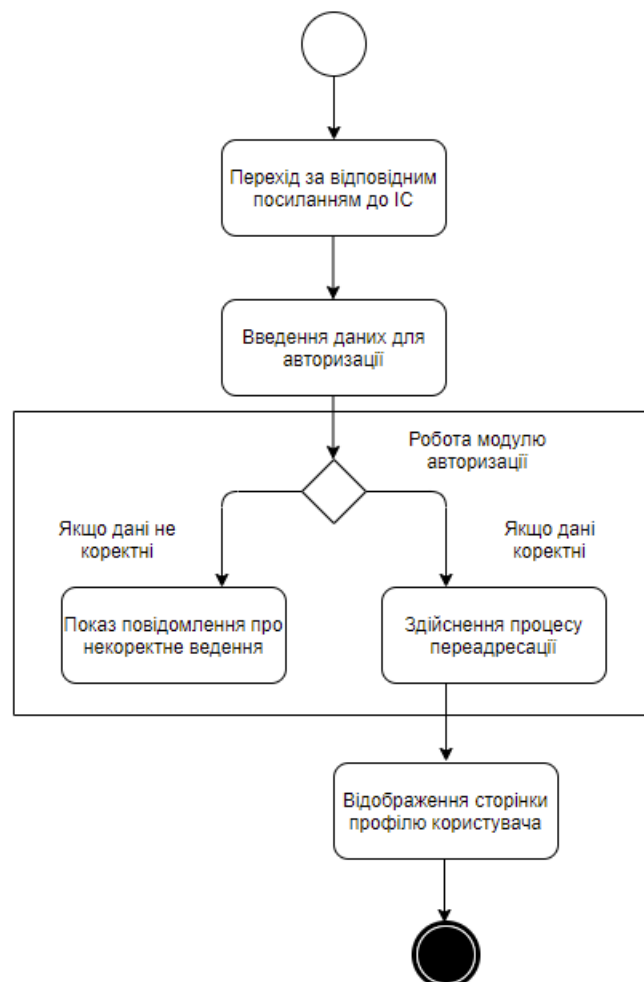 Перехід за відповідним
посиланням до ІС
Введення даних для
авторизації
Робота модулю
авторизації
Якщо дані не
коректні
Якщо дані
коректні
Показ повідомлення про
некоректне ведення
Здійснення процесу
переадресації
Відображення сторінки
профілю користувача